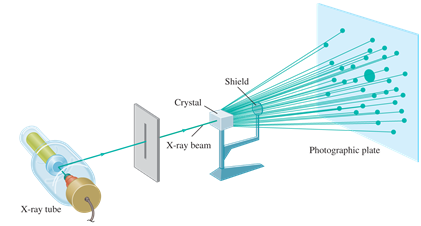 Shield
Crystal
X-ray beam
Photographic plate
X-ray tube